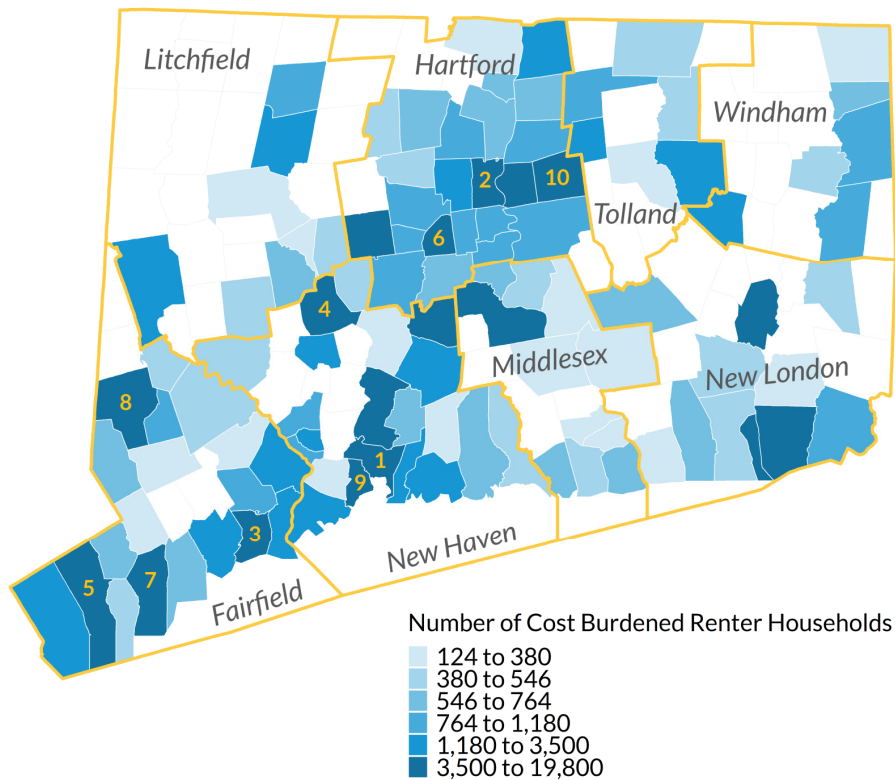 Litchfield
Hartford
Windham
2
10
Tolland
6
4
Middlesex
New London
8
1
9
3
New Haven
5
7
Fairfield
Number of Cost Burdened Renter Households
124 to 380
380 to 546
546 to 764
764 to 1,180
1,180 to 3,500
3,500 to 19,800